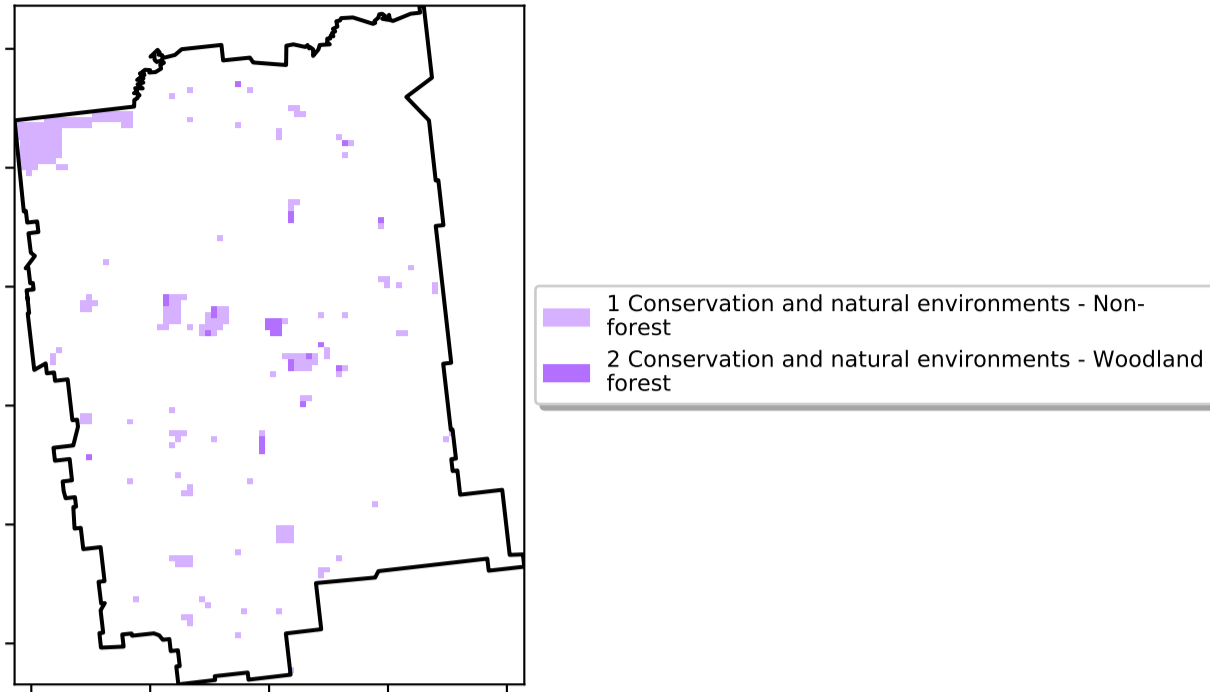 1 Conservation and natural environments - Non-
forest
2 Conservation and natural environments - Woodland
forest